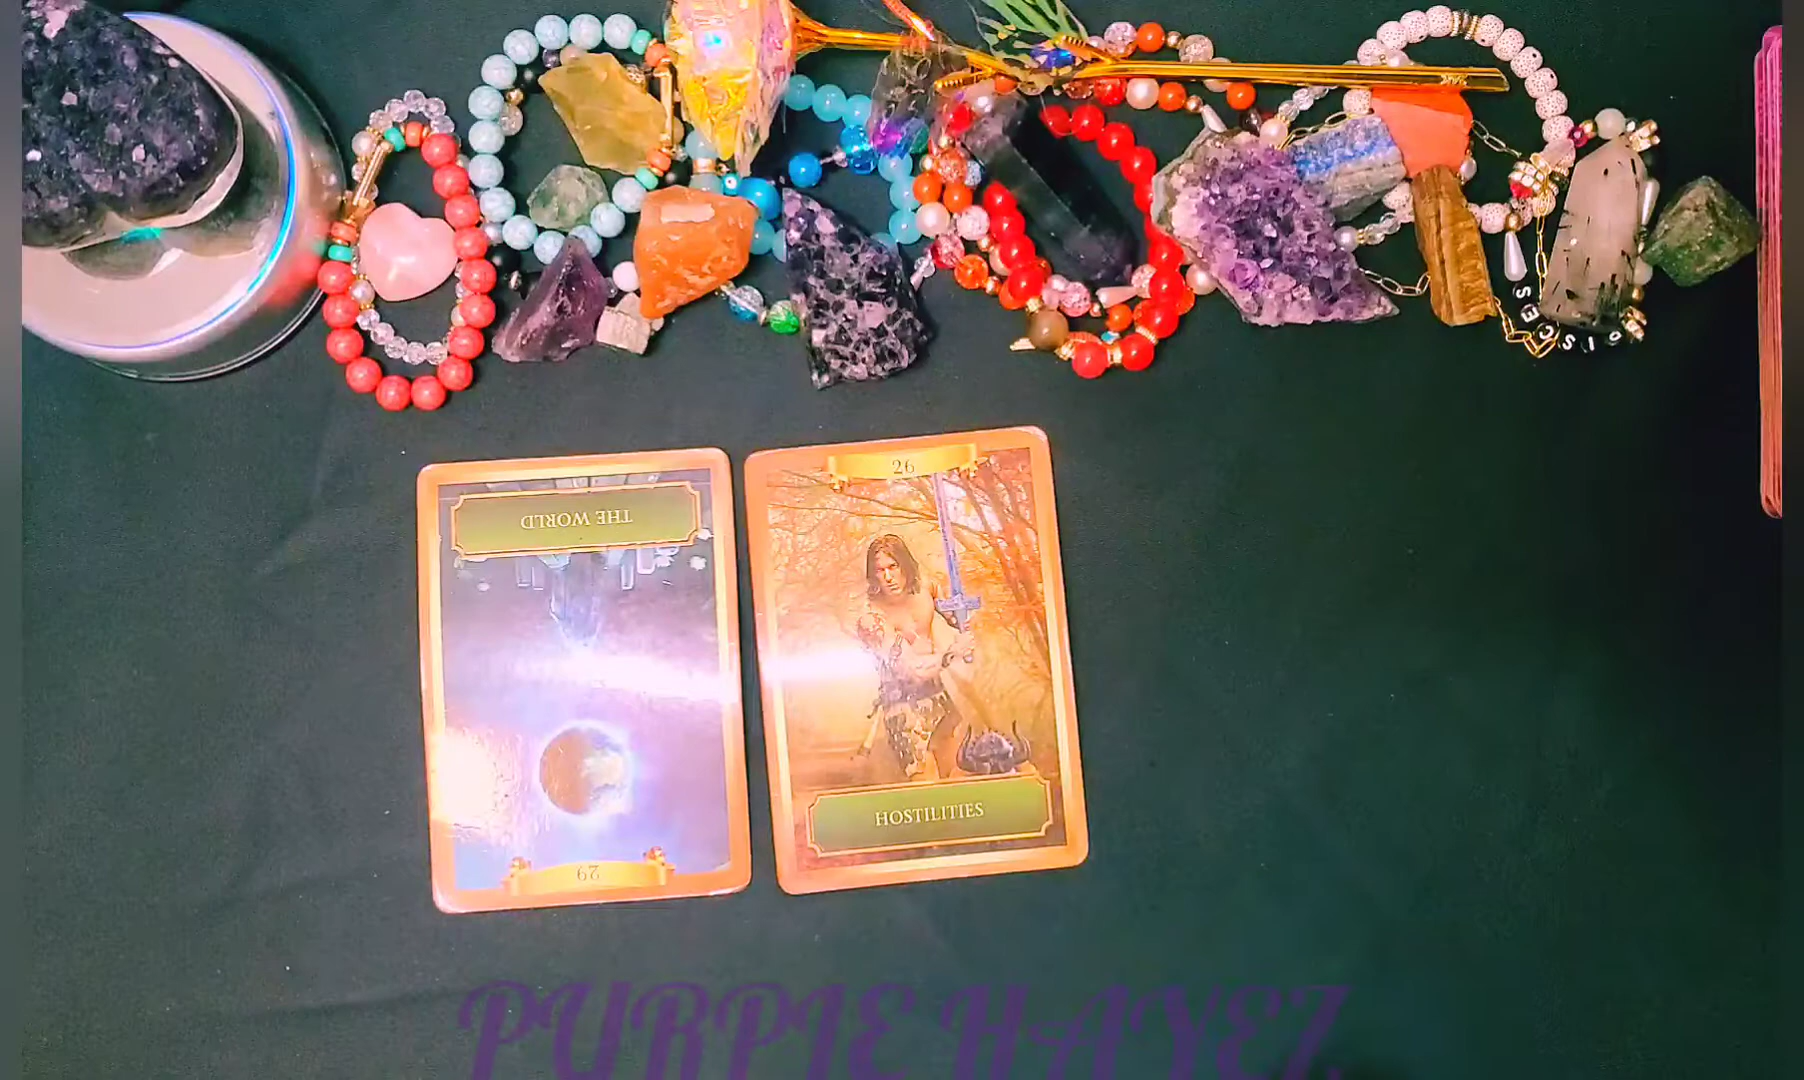 PISCES
THE WORLD
29
26
HOSTILITIES
PURPLE HAYEZ